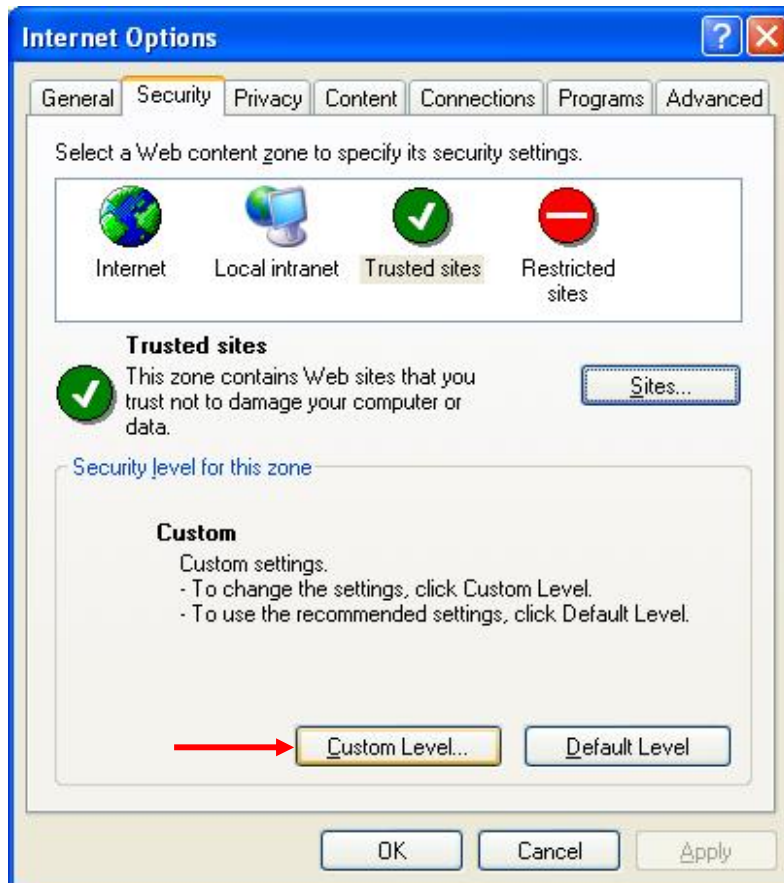 Internet Options
General Security Privacy Content Connections Programs Advanced
Select a Web content zone to specify its security settings.
Internet Local intranet Trusted sites Restricted
sites
Trusted sites
This zone contains Web sites that you
trust not to damage your computer or
data.
Sites...
Security level for this zone
Custom
Custom settings.
- To change the settings, click Custom Level.
- To use the recommended settings, click Default Level.
Custom Level... Default Level
OK Cancel Apply